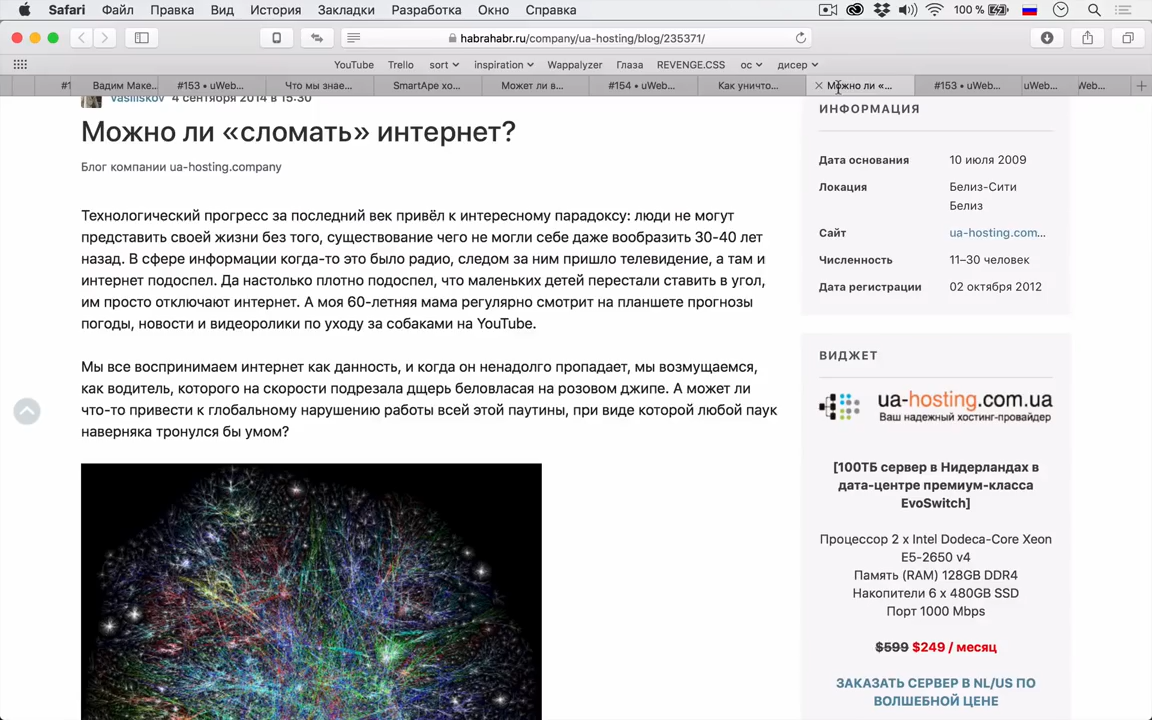 Safari Файл Правка Вид История Закладки Разработка Окно Справка 100 %
habrahabr.ru/company/ua-hosting/blog/235371/
YouTube Trello sort inspiration Wappalyzer Глаза REVENGE.CSS ос дисер
#1 Вадим Маке... #153 • uWeb... Что мы знае... SmartApe хо... Может ли в... #154 • uWeb... Как уничто... Можно ли «... #153 • uWeb... uWeb... Web...
Vasiliskov 4 сентября 2014 в 15:30
Можно ли «сломать» интернет?
Блог компании ua-hosting.company
Технологический прогресс за последний век привёл к интересному парадоксу: люди не могут
представить своей жизни без того, существование чего не могли себе даже вообразить 30-40 лет
назад. В сфере информации когда-то это было радио, следом за ним пришло телевидение, а там и
интернет подоспел. Да настолько плотно подоспел, что маленьких детей перестали ставить в угол,
им просто отключают интернет. А моя 60-летняя мама регулярно смотрит на планшете прогнозы
погоды, новости и видеоролики по уходу за собаками на YouTube.
Мы все воспринимаем интернет как данность, и когда он ненадолго пропадает, мы возмущаемся,
как водитель, которого на скорости подрезала дщерь беловласая на розовом джипе. А может ли
что-то привести к глобальному нарушению работы всей этой паутины, при виде которой любой паук
наверняка тронулся бы умом?
ИНФОРМАЦИЯ
Дата основания 10 июля 2009
Локация Белиз-Сити
Белиз
Сайт ua-hosting.com...
Численность 11–30 человек
Дата регистрации 02 октября 2012
ВИДЖЕТ
ua-hosting.com.ua
Ваш надежный хостинг-провайдер
[100ТБ сервер в Нидерландах в
дата-центре премиум-класса
EvoSwitch]
Процессор 2 x Intel Dodeca-Core Xeon
E5-2650 v4
Память (RAM) 128GB DDR4
Накопители 6 x 480GB SSD
Порт 1000 Mbps
$599 $249 / месяц
ЗАКАЗАТЬ СЕРВЕР В NL/US ПО
ВОЛШЕБНОЙ ЦЕНЕ